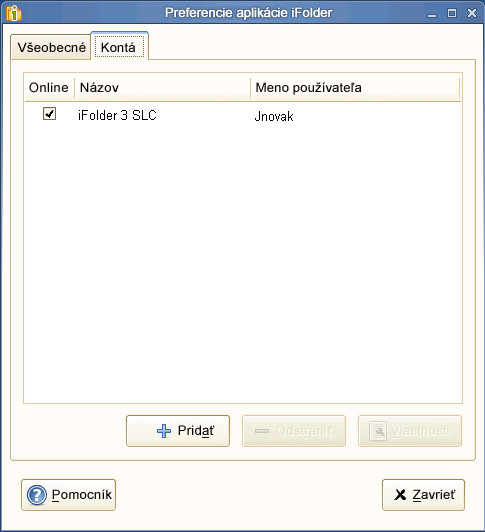 Preferencie aplikácie iFolder
Všeobecné Kontá
Online Názov Meno používateľa
iFolder 3 SLC Jnovak
Pridať Odstrániť Vlastnosti
Pomocník Zavrieť